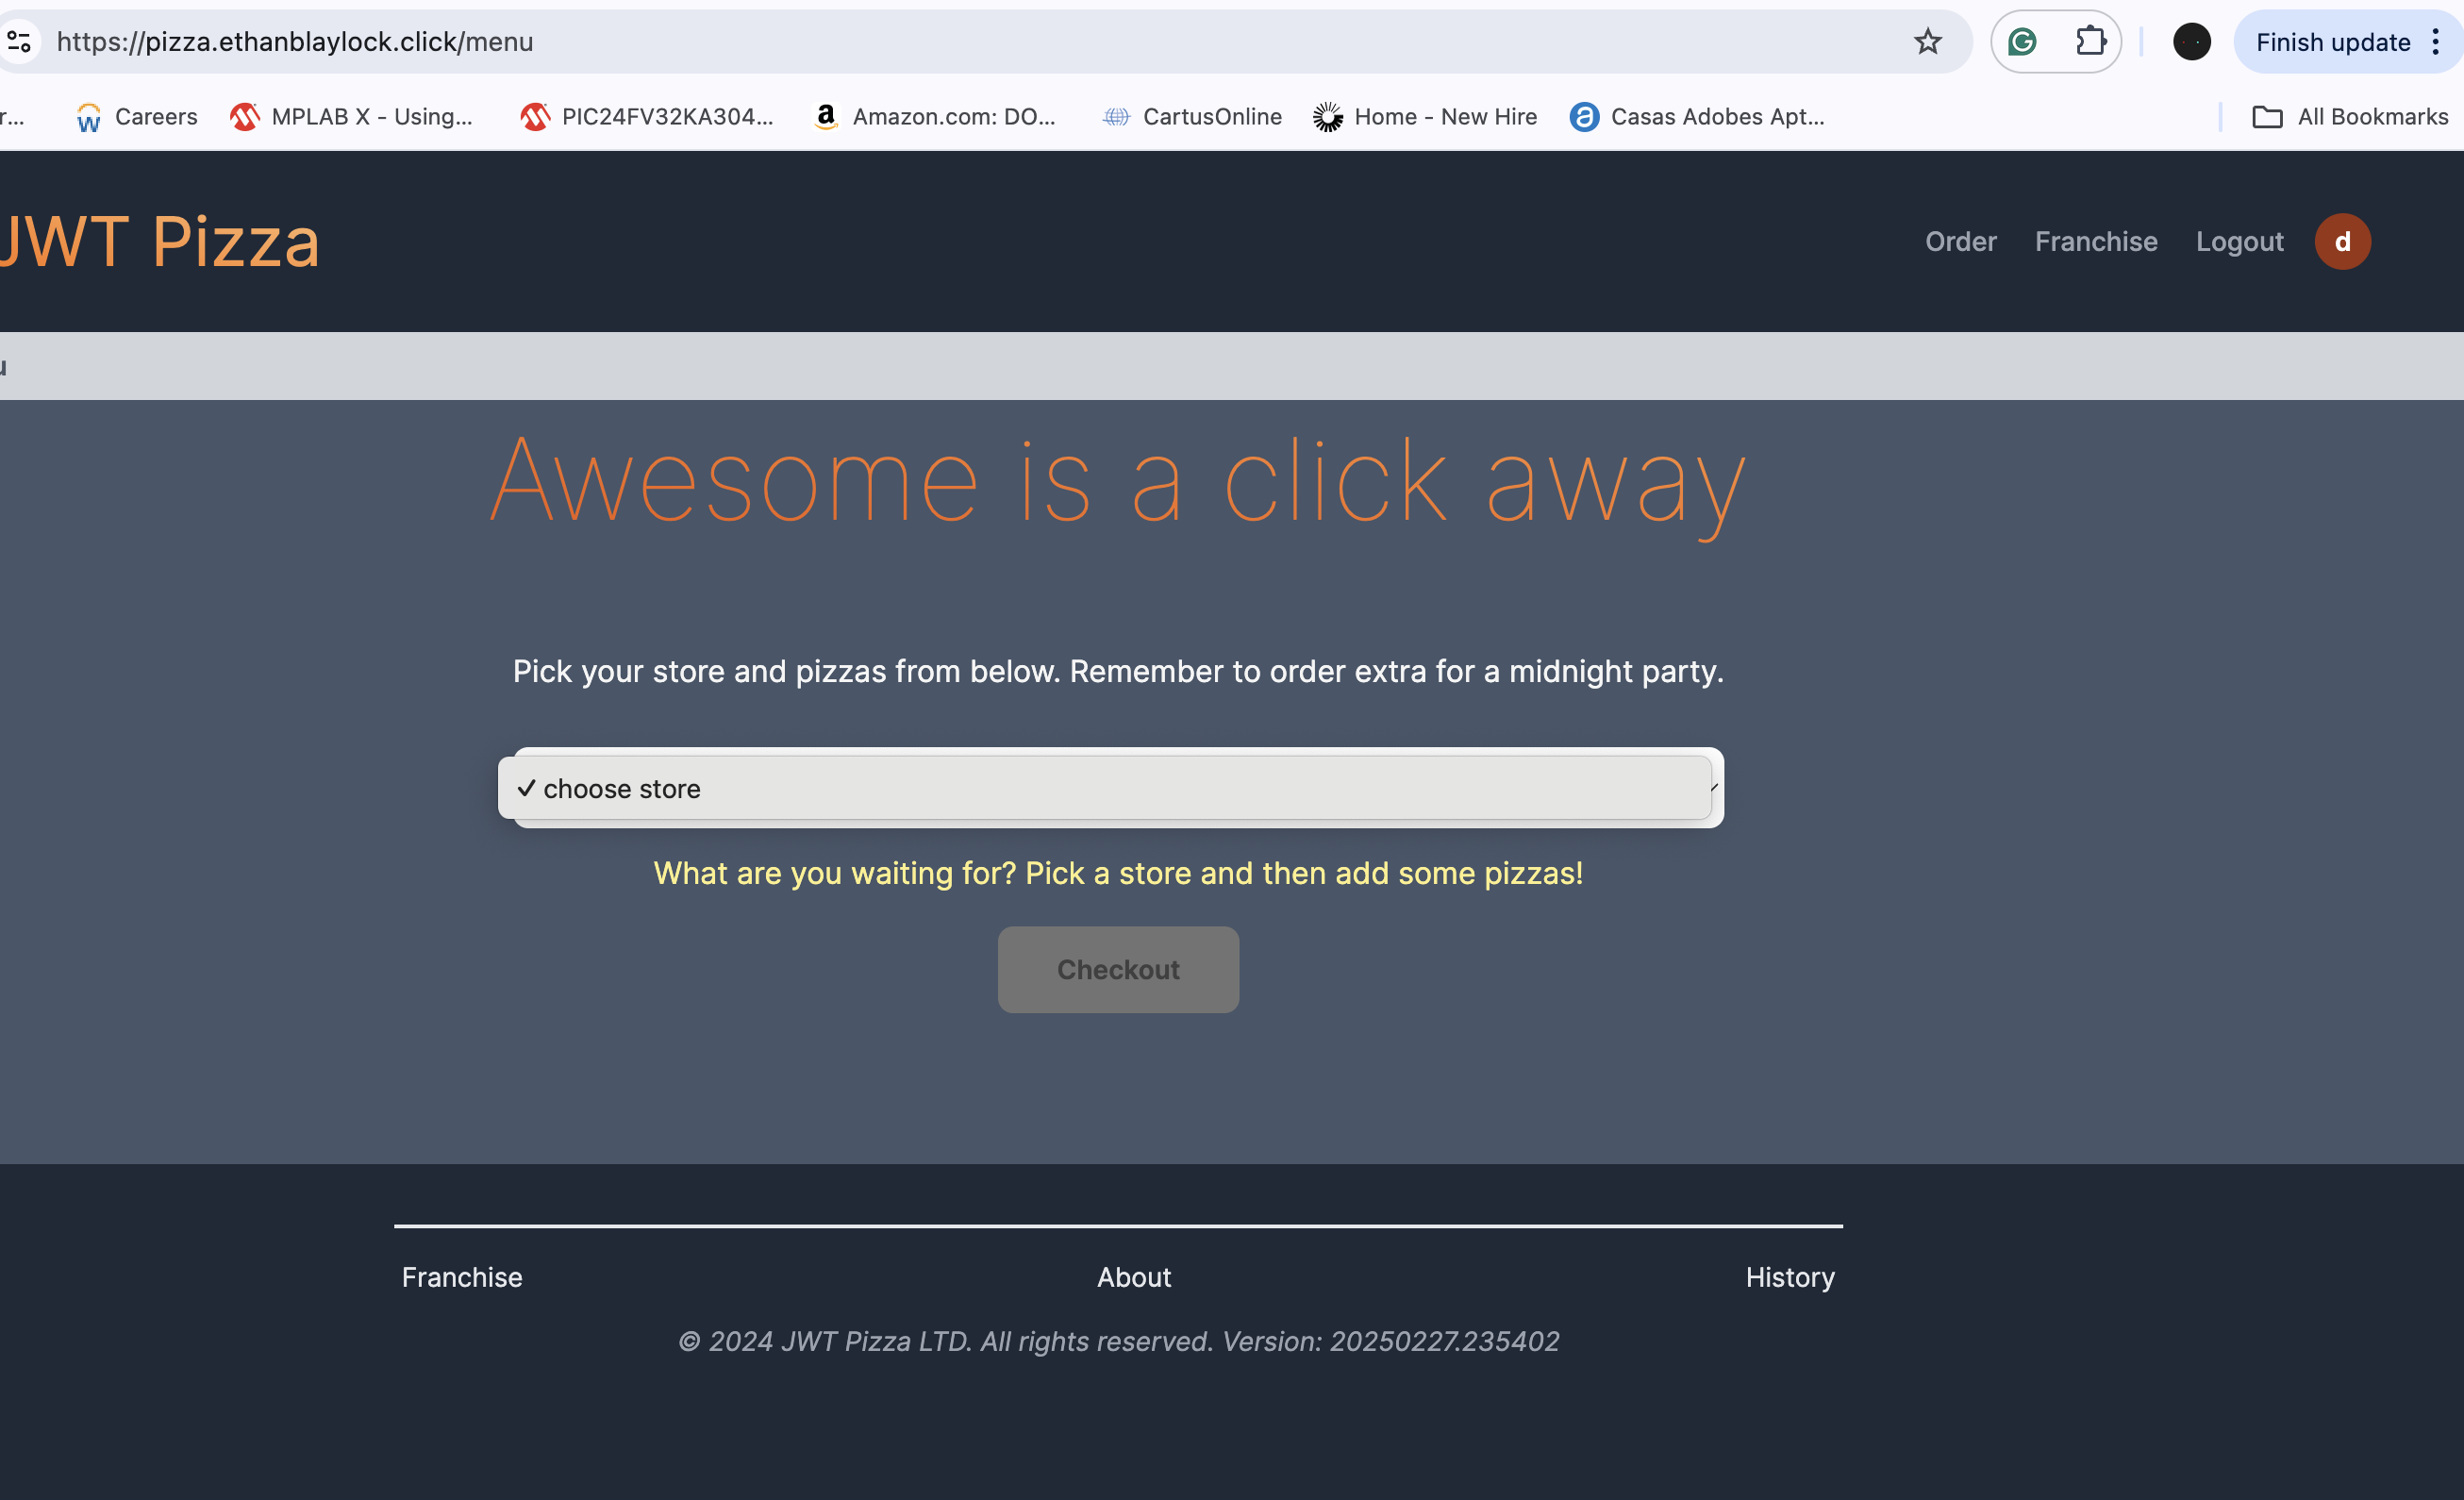 https://pizza.ethanblaylock.click/menu
Finish update
r...
Careers
MPLAB X - Using...
PIC24FV32KA304...
Amazon.com: DO...
CartusOnline
Home - New Hire
Casas Adobes Apt...
All Bookmarks
JWT Pizza
Order
Franchise
Logout
d
u
Awesome is a click away
Pick your store and pizzas from below. Remember to order extra for a midnight party.
✓ choose store
What are you waiting for? Pick a store and then add some pizzas!
Checkout
Franchise
About
History
© 2024 JWT Pizza LTD. All rights reserved. Version: 20250227.235402